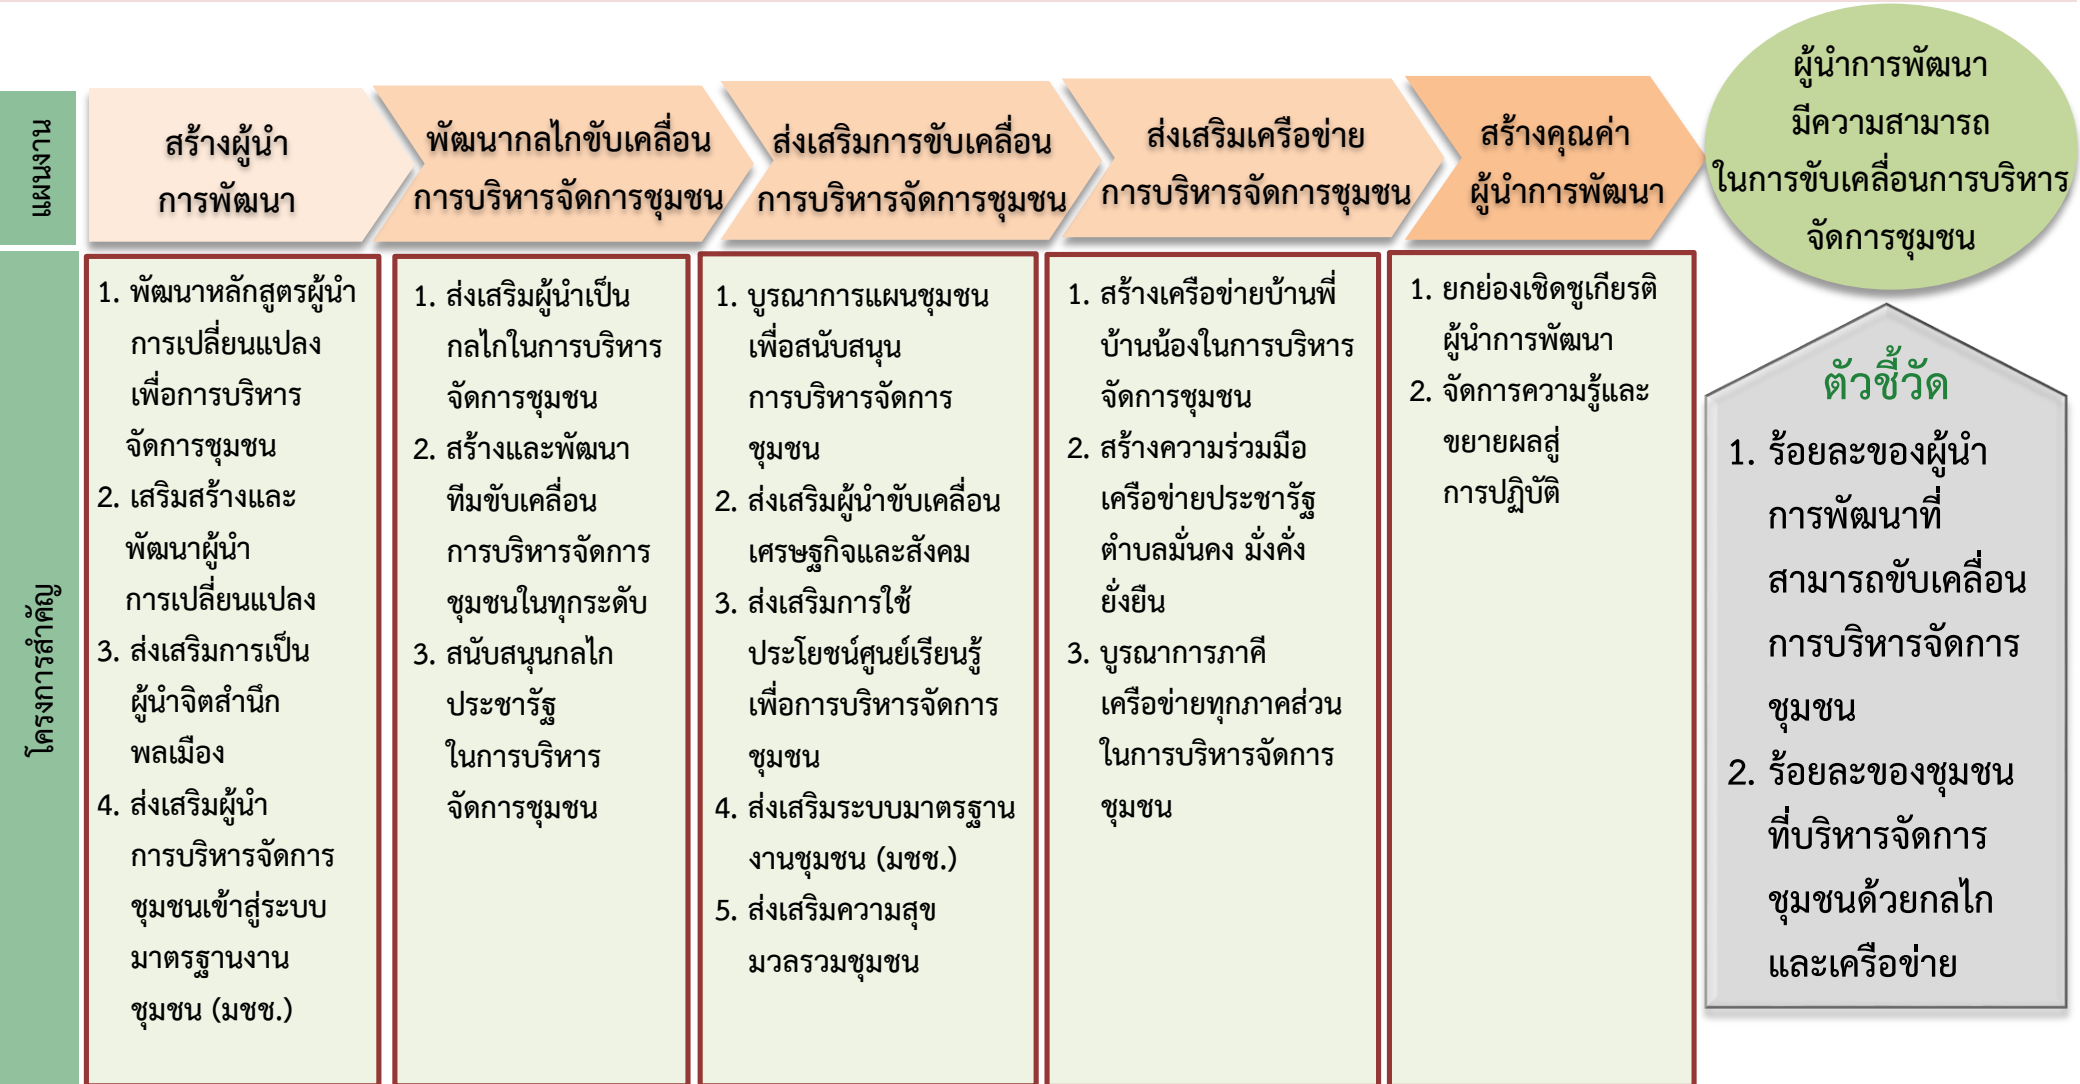 แผนงาน
สร้างผู้นำ
การพัฒนา
พัฒนากลไกขับเคลื่อน
การบริหารจัดการชุมชน
ส่งเสริมการขับเคลื่อน
การบริหารจัดการชุมชน
ส่งเสริมเครือข่าย
การบริหารจัดการชุมชน
สร้างคุณค่า
ผู้นำการพัฒนา
ผู้นำการพัฒนา
มีความสามารถ
ในการขับเคลื่อนการบริหาร
จัดการชุมชน
โครงการสำคัญ
1. พัฒนาหลักสูตรผู้นำ
การเปลี่ยนแปลง
เพื่อการบริหาร
จัดการชุมชน
2. เสริมสร้างและ
พัฒนาผู้นำ
การเปลี่ยนแปลง
3. ส่งเสริมการเป็น
ผู้นำจิตสำนึก
พลเมือง
4. ส่งเสริมผู้นำ
การบริหารจัดการ
ชุมชนเข้าสู่ระบบ
มาตรฐานงาน
ชุมชน (มชช.)
1. ส่งเสริมผู้นำเป็น
กลไกในการบริหาร
จัดการชุมชน
2. สร้างและพัฒนา
ทีมขับเคลื่อน
การบริหารจัดการ
ชุมชนในทุกระดับ
3. สนับสนุนกลไก
ประชารัฐ
ในการบริหาร
จัดการชุมชน
1. บูรณาการแผนชุมชน
เพื่อสนับสนุน
การบริหารจัดการ
ชุมชน
2. ส่งเสริมผู้นำขับเคลื่อน
เศรษฐกิจและสังคม
3. ส่งเสริมการใช้
ประโยชน์ศูนย์เรียนรู้
เพื่อการบริหารจัดการ
ชุมชน
4. ส่งเสริมระบบมาตรฐาน
งานชุมชน (มชช.)
5. ส่งเสริมความสุข
มวลรวมชุมชน
1. สร้างเครือข่ายบ้านพี่
บ้านน้องในการบริหาร
จัดการชุมชน
2. สร้างความร่วมมือ
เครือข่ายประชารัฐ
ตำบลมั่นคง มั่งคั่ง
ยั่งยืน
3. บูรณาการภาคี
เครือข่ายทุกภาคส่วน
ในการบริหารจัดการ
ชุมชน
1. ยกย่องเชิดชูเกียรติ
ผู้นำการพัฒนา
2. จัดการความรู้และ
ขยายผลสู่
การปฏิบัติ
ตัวชี้วัด
1. ร้อยละของผู้นำ
การพัฒนาที่
สามารถขับเคลื่อน
การบริหารจัดการ
ชุมชน
2. ร้อยละของชุมชน
ที่บริหารจัดการ
ชุมชนด้วยกลไก
และเครือข่าย